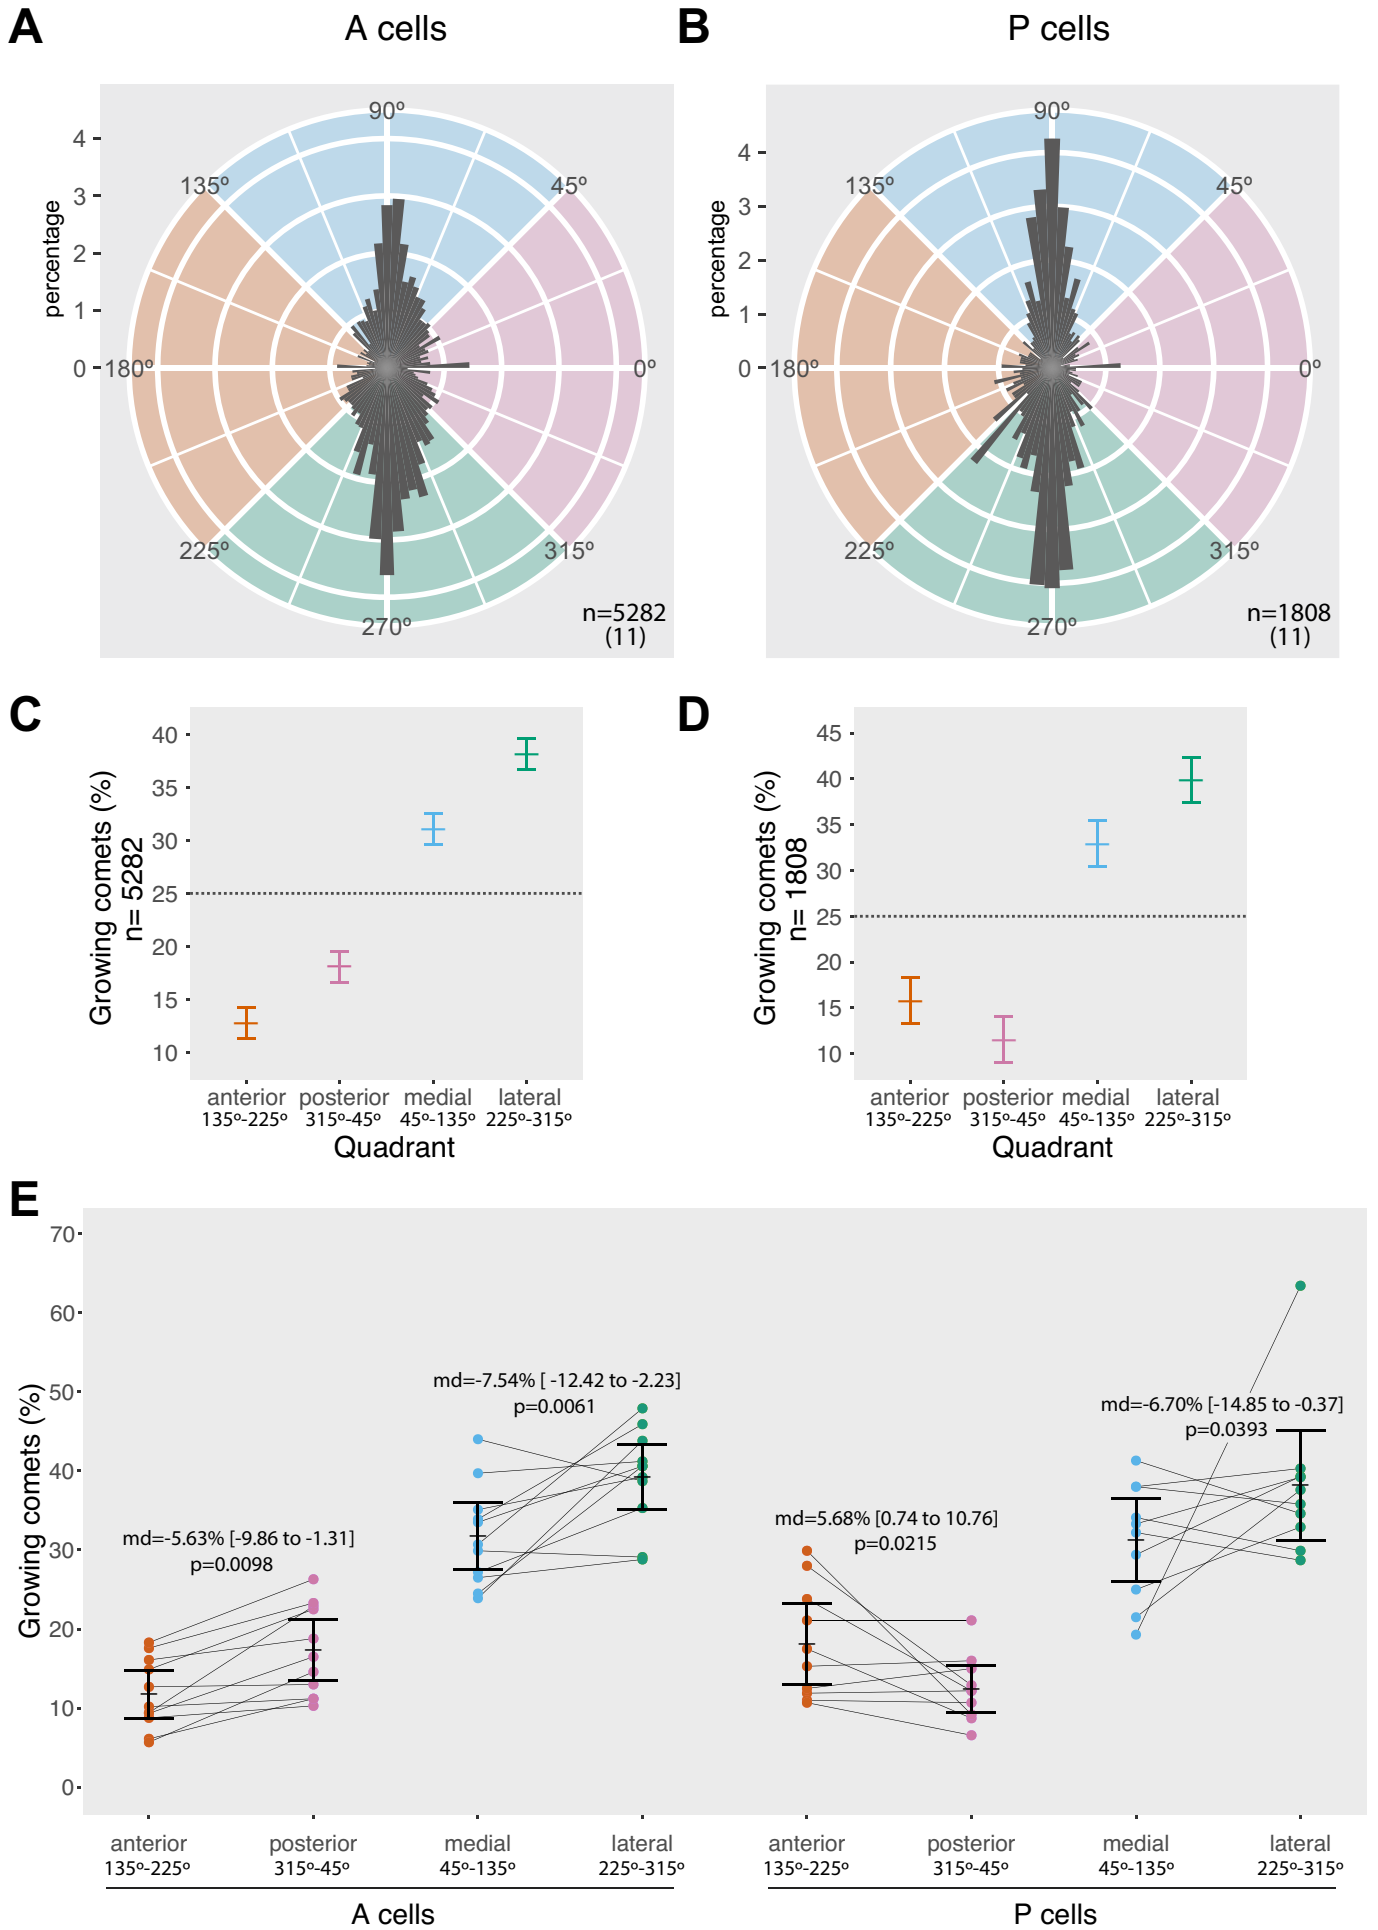 A
A cells
B
P cells
percentage
4
3
2
1
0
90º
135º
45º
180º
0º
225º
315º
270º
n=5282
(11)
percentage
4
3
2
1
0
90º
135º
45º
180º
0º
225º
315º
270º
n=1808
(11)
C
Growing comets (%)
n= 5282
40
35
30
25
20
15
10
anterior posterior medial lateral
135º-225º 315º-45º 45º-135º 225º-315º
Quadrant
D
Growing comets (%)
n= 1808
45
40
35
30
25
20
15
10
anterior posterior medial lateral
135º-225º 315º-45º 45º-135º 225º-315º
Quadrant
E
Growing comets (%)
70
60
50
40
30
20
10
0
md=-5.63% [-9.86 to -1.31]
p=0.0098
md=-7.54% [ -12.42 to -2.23]
p=0.0061
md=5.68% [0.74 to 10.76]
p=0.0215
md=-6.70% [-14.85 to -0.37]
p=0.0393
anterior posterior medial lateral anterior posterior medial lateral
135º-225º 315º-45º 45º-135º 225º-315º 135º-225º 315º-45º 45º-135º 225º-315º
A cells P cells